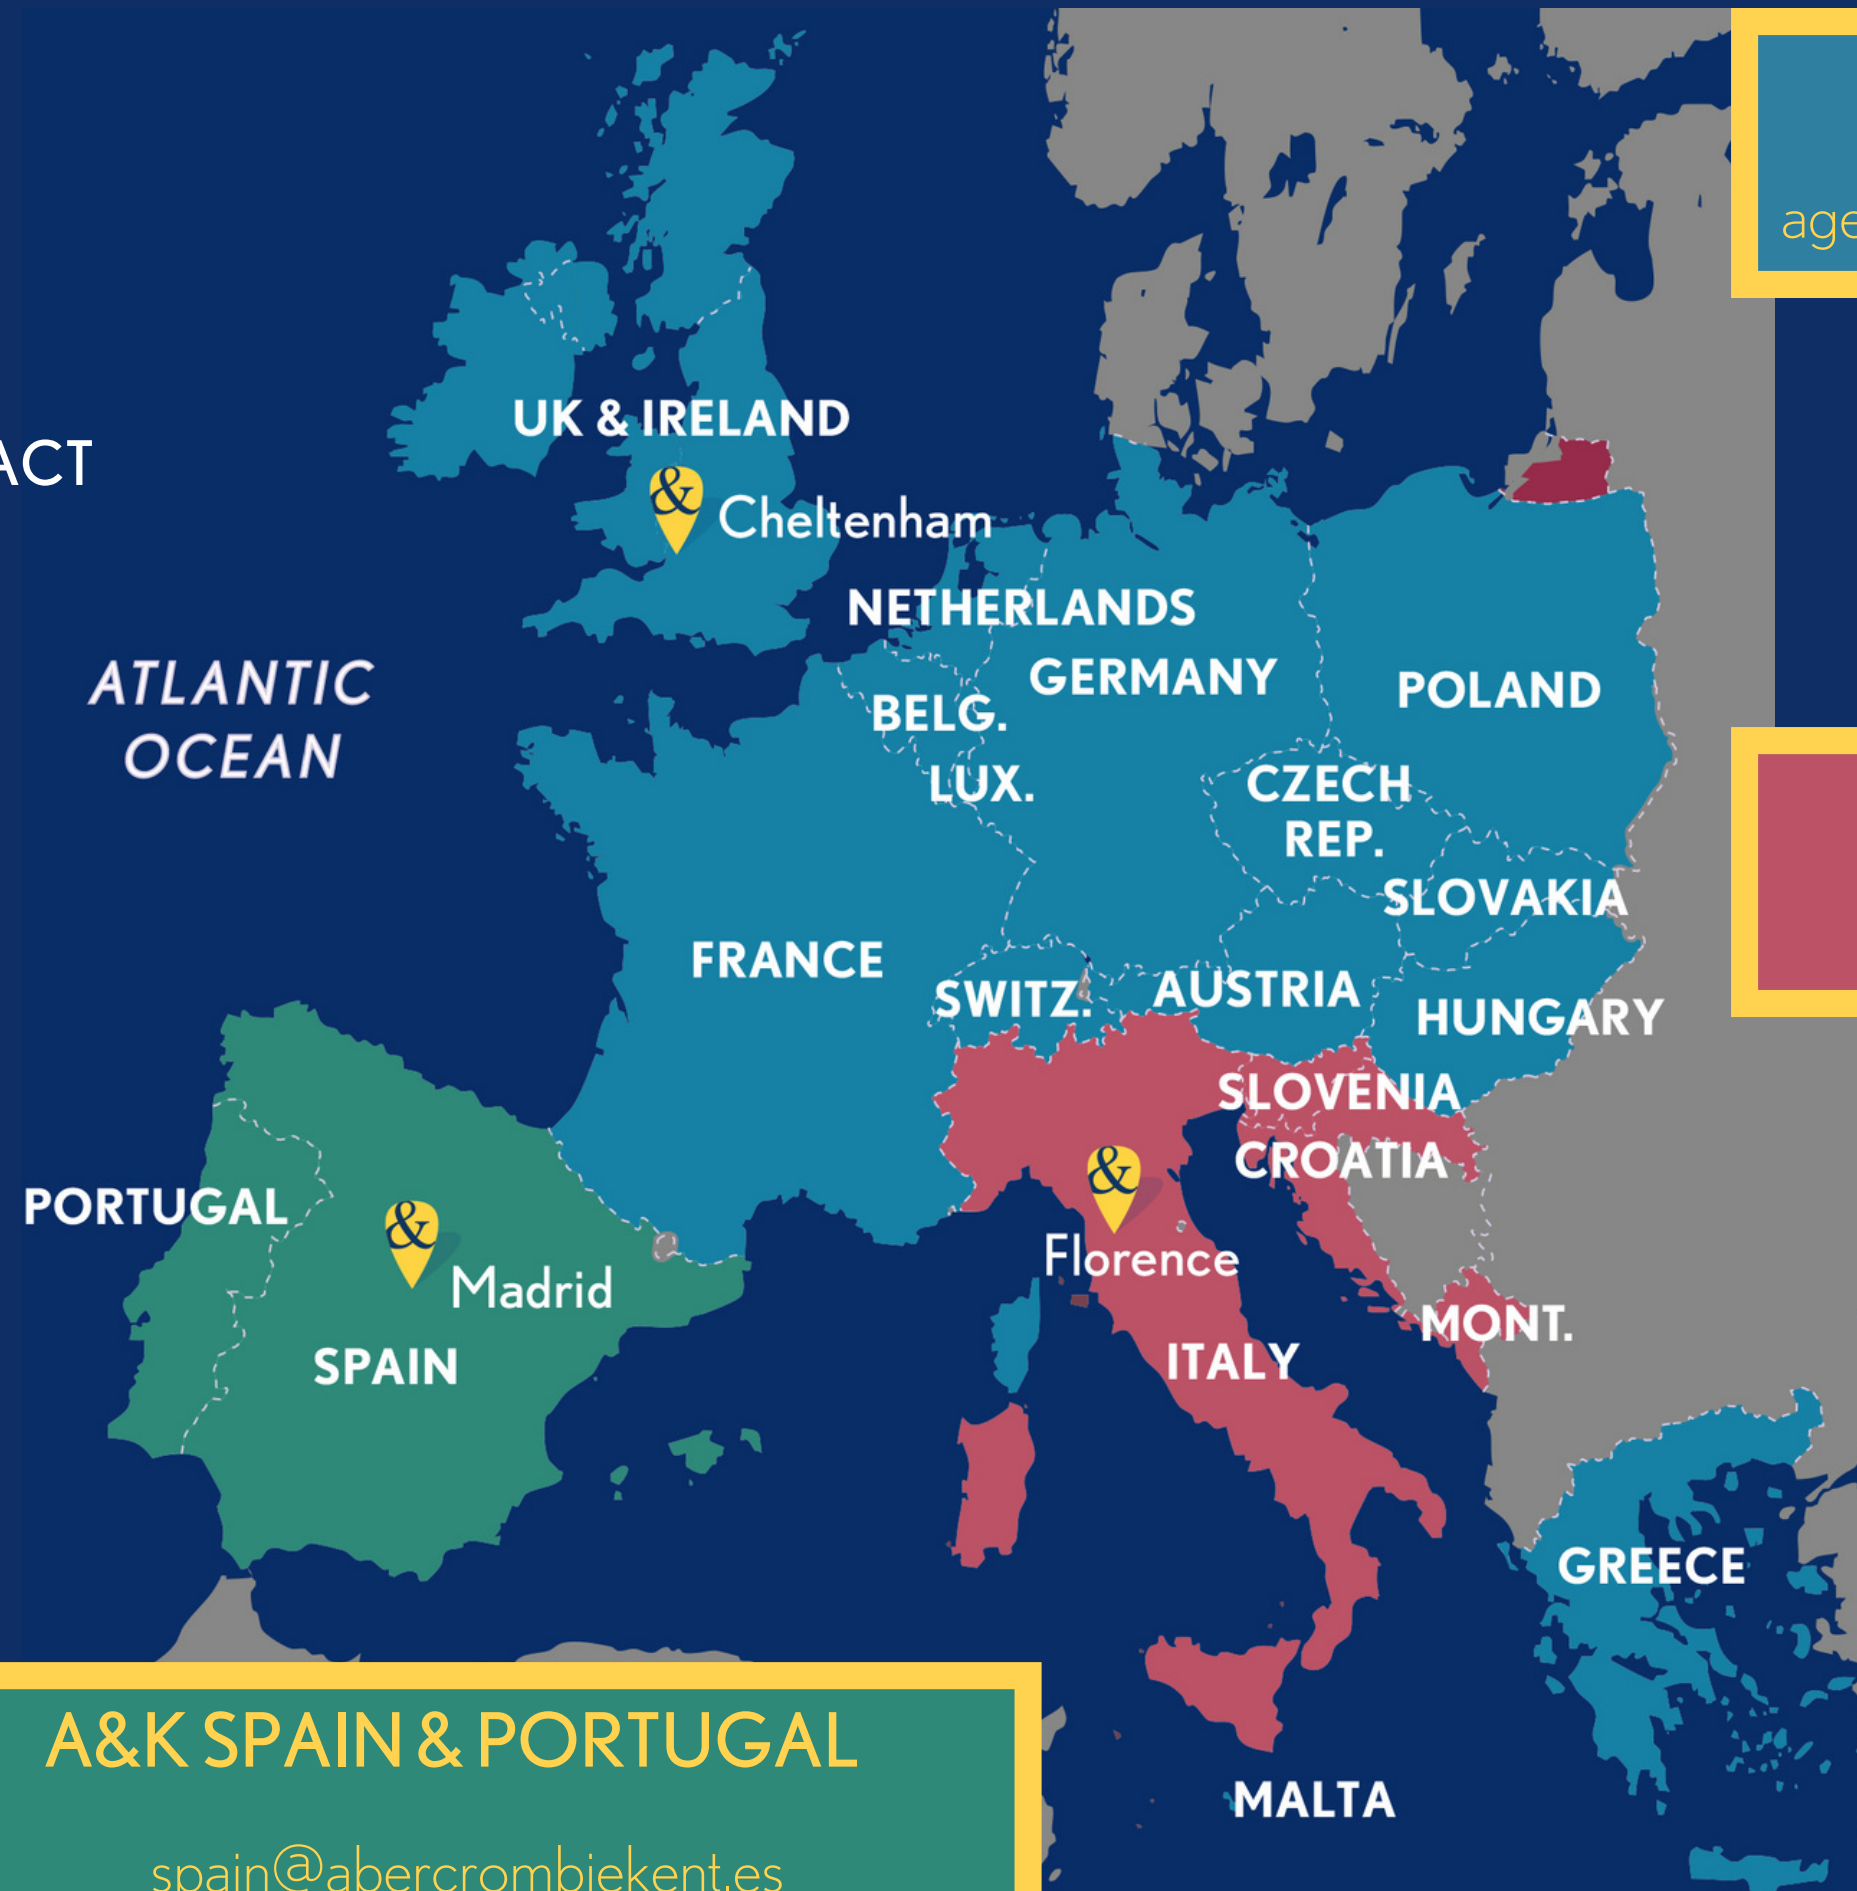 age
UK & IRELAND
ACT
&
Cheltenham
NETHERLANDS
ATLANTIC
OCEAN
GERMANY
POLAND
BELG.
LUX.
CZECH
REP.
SLOVAKIA
FRANCE
SWITZ.
AUSTRIA
HUNGARY
SLOVENIA
CROATIA
PORTUGAL
&
Madrid
&
Florence
MONT.
SPAIN
ITALY
GREECE
A&K SPAIN & PORTUGAL
MALTA
spain@abercrombiekent.es